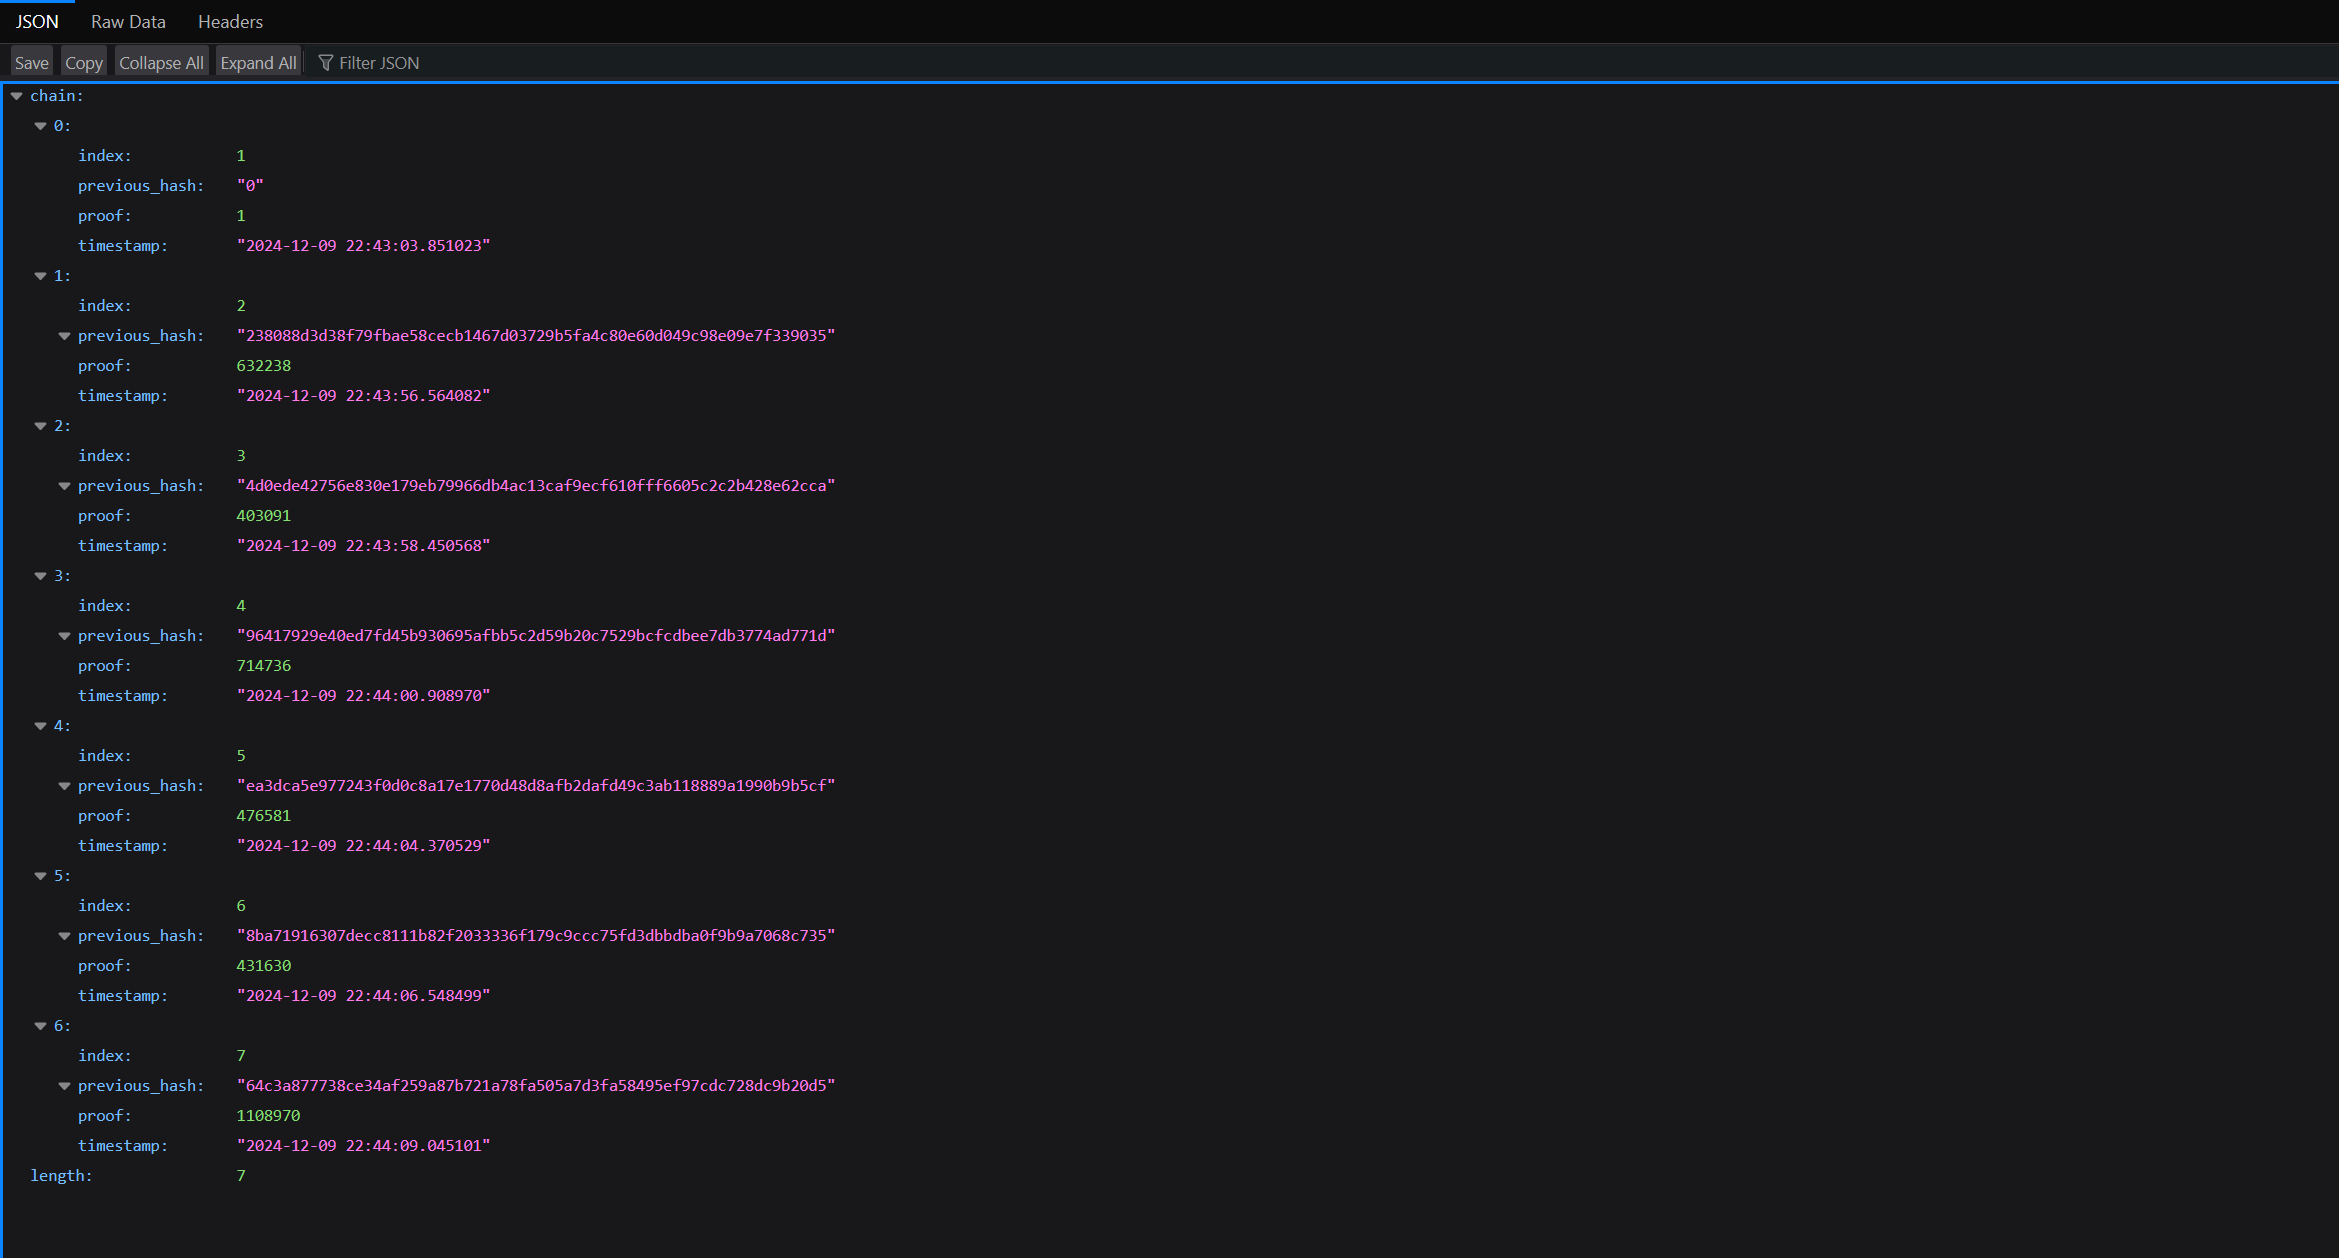 JSON Raw Data Headers
Save Copy Collapse All Expand All Filter JSON
chain:
0:
index: 1
previous_hash: "0"
proof: 1
timestamp: "2024-12-09 22:43:03.851023"
1:
index: 2
previous_hash: "238088d3d38f79fbae58cecb1467d03729b5fa4c80e60d049c98e09e7f339035"
proof: 632238
timestamp: "2024-12-09 22:43:56.564082"
2:
index: 3
previous_hash: "4d0ede42756e830e179eb79966db4ac13caf9ecf610fff6605c2c2b428e62cca"
proof: 403091
timestamp: "2024-12-09 22:43:58.450568"
3:
index: 4
previous_hash: "96417929e40ed7fd45b930695afbb5c2d59b20c7529bcfcdbee7db3774ad771d"
proof: 714736
timestamp: "2024-12-09 22:44:00.908970"
4:
index: 5
previous_hash: "ea3dca5e977243f0d0c8a17e1770d48d8afb2dafd49c3ab118889a1990b9b5cf"
proof: 476581
timestamp: "2024-12-09 22:44:04.370529"
5:
index: 6
previous_hash: "8ba71916307decc8111b82f2033336f179c9ccc75fd3dbbdba0f9b9a7068c735"
proof: 431630
timestamp: "2024-12-09 22:44:06.548499"
6:
index: 7
previous_hash: "64c3a877738ce34af259a87b721a78fa505a7d3fa58495ef97cdc728dc9b20d5"
proof: 1108970
timestamp: "2024-12-09 22:44:09.045101"
length: 7